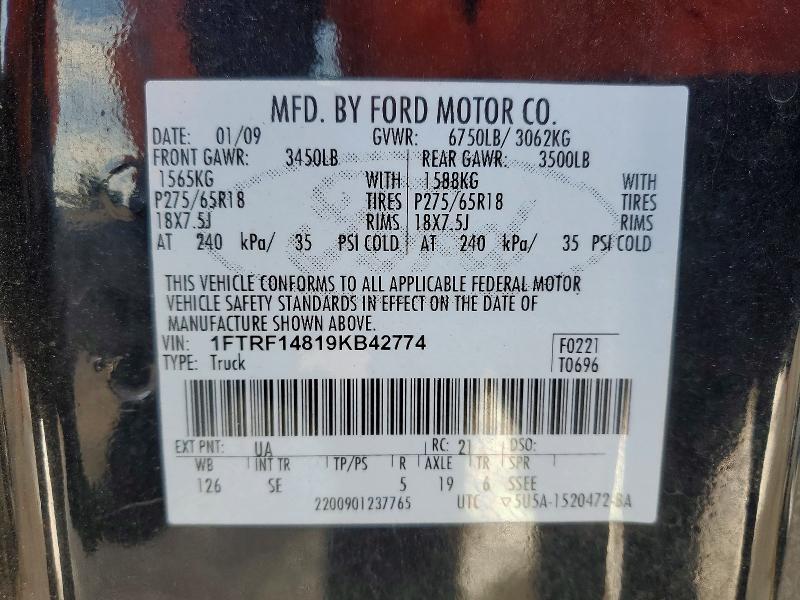 MFD. BY FORD MOTOR CO.
DATE: 01/09 GVWR: 6750LB/ 3062KG
FRONT GAWR: 3450LB REAR GAWR: 3500LB
1565KG WITH 1588KG WITH
P275/65R18 TIRES P275/65R18 TIRES
18X7.5J RIMS 18X7.5J RIMS
AT 240 kPa/ 35 PSI COLD AT 240 kPa/ 35 PSI COLD
THIS VEHICLE CONFORMS TO ALL APPLICABLE FEDERAL MOTOR
VEHICLE SAFETY STANDARDS IN EFFECT ON THE DATE OF
MANUFACTURE SHOWN ABOVE.
VIN: 1FTRF14819KB42774 F0221
TYPE: Truck T0696
EXT PNT: UA RC: 21 DSO:
WB INT TR TP/PS R AXLE TR SPR
126 SE 5 19 6 SSEE
2200901237765 UTC ▽5U5A-1520472-BA